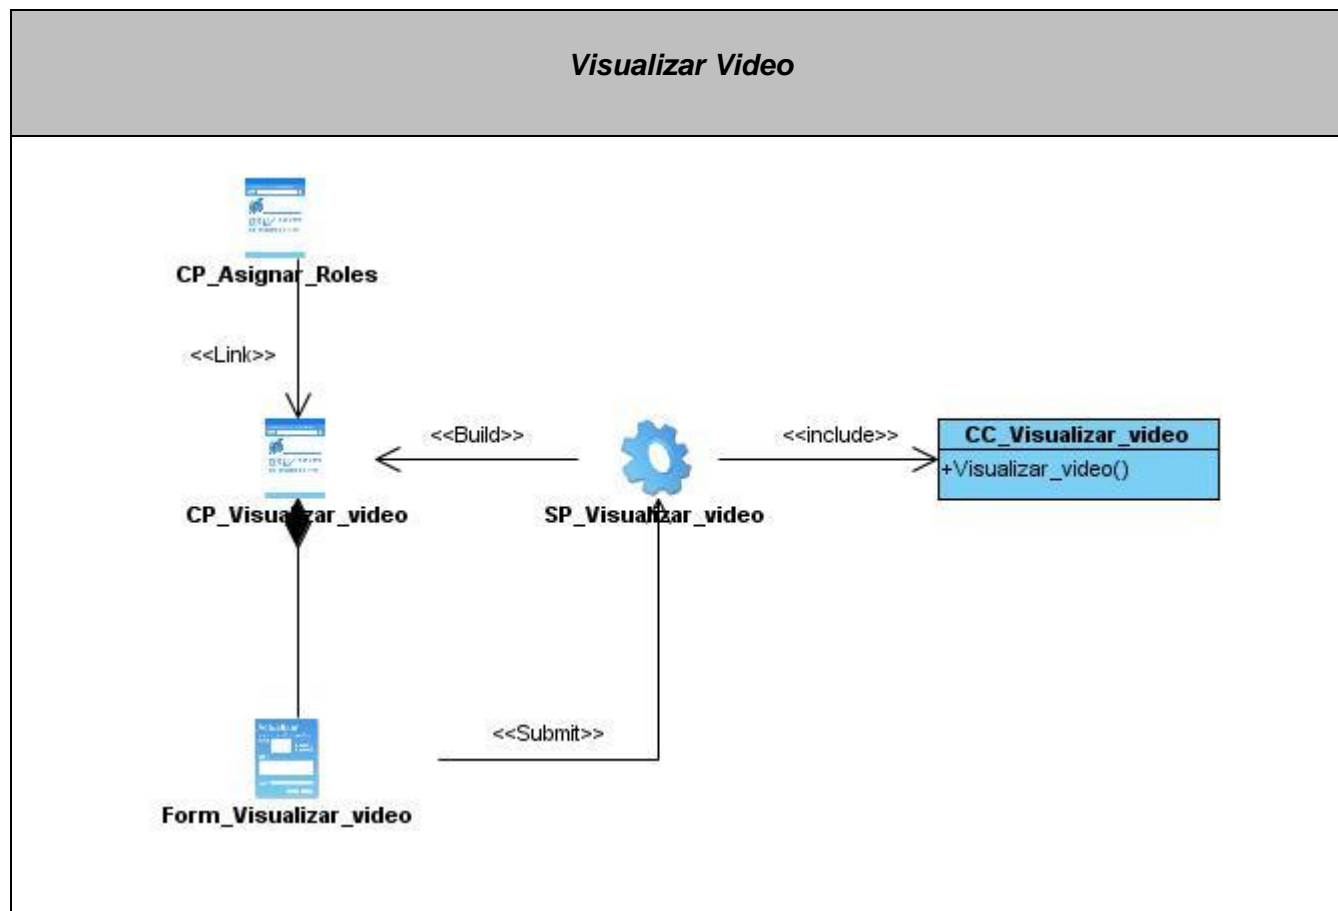 Visualizar Video
CP_Asignar_Roles
<<Link>>
<<Build>>
<<include>>
CC_Visualizar_video
+Visualizar_video()
CP_Visualizar_video
SP_Visualizar_video
<<Submit>>
Form_Visualizar_video